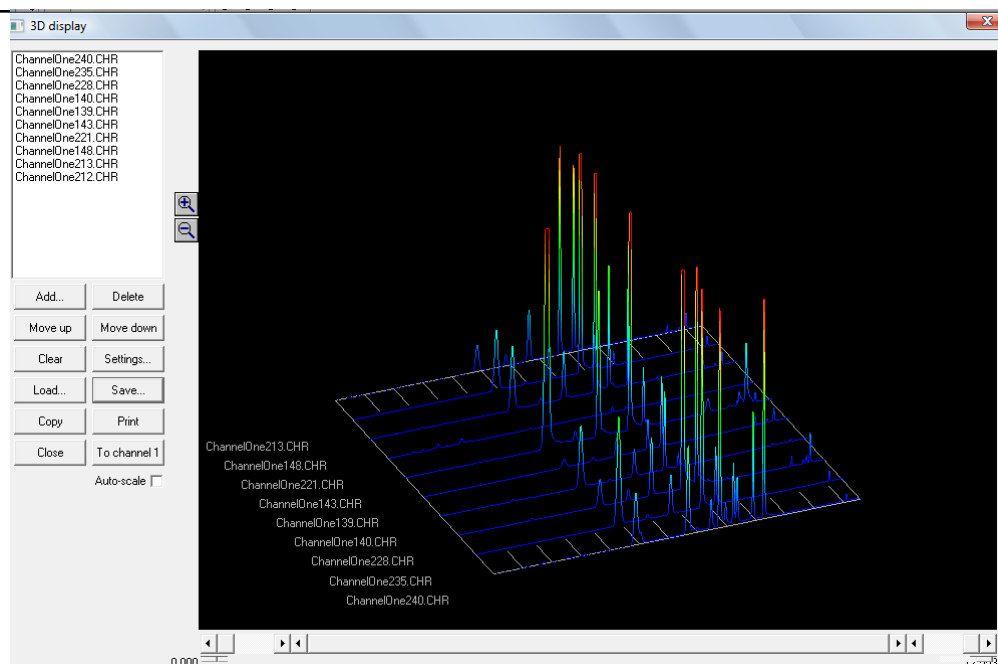 3D display
ChannelOne240.CHR
ChannelOne235.CHR
ChannelOne228.CHR
ChannelOne140.CHR
ChannelOne139.CHR
ChannelOne143.CHR
ChannelOne221.CHR
ChannelOne148.CHR
ChannelOne213.CHR
ChannelOne212.CHR
Add... Delete
Move up Move down
Clear Settings...
Load... Save...
Copy Print
Close To channel 1
Auto-scale
ChannelOne213.CHR
ChannelOne148.CHR
ChannelOne221.CHR
ChannelOne143.CHR
ChannelOne139.CHR
ChannelOne140.CHR
ChannelOne228.CHR
ChannelOne235.CHR
ChannelOne240.CHR
0.000